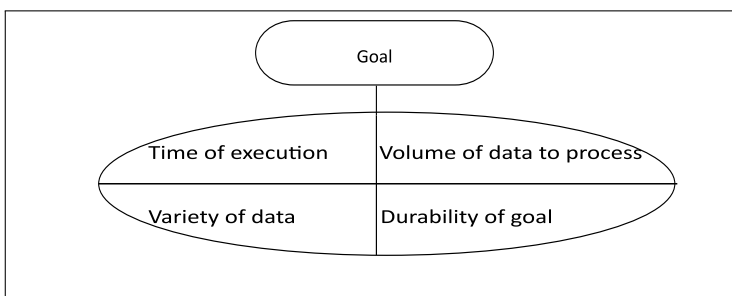 Goal
Time of execution
Volume of data to process
Variety of data
Durability of goal